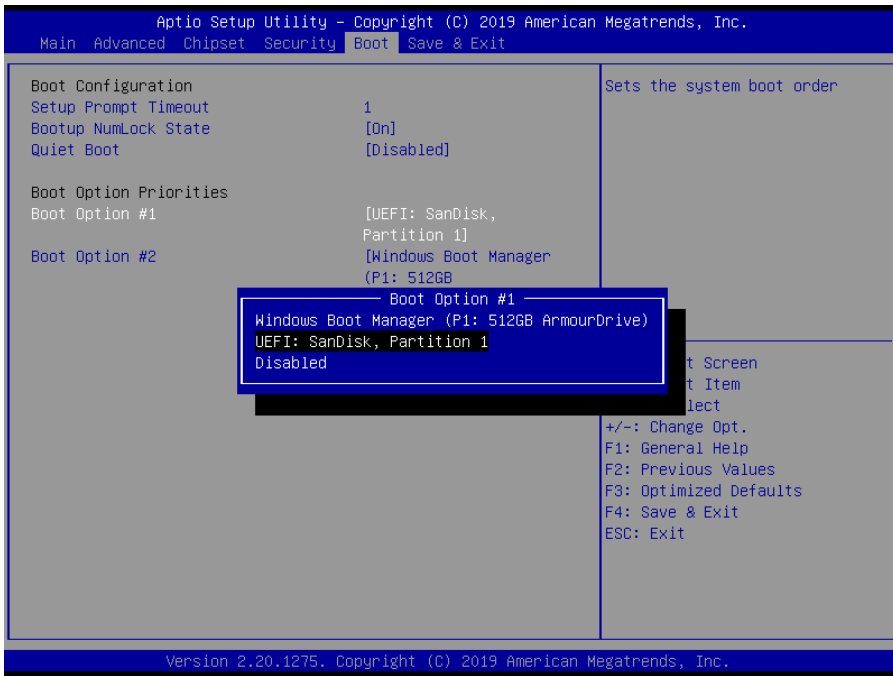 Aptio Setup Utility – Copyright (C) 2019 American Megatrends, Inc.
Main Advanced Chipset Security Boot Save & Exit
Boot Configuration
Setup Prompt Timeout 1
Bootup NumLock State [On]
Quiet Boot [Disabled]
Boot Option Priorities
Boot Option #1 [UEFI: SanDisk,
Partition 1]
Boot Option #2 [Windows Boot Manager
(P1: 512GB
Boot Option #1
Windows Boot Manager (P1: 512GB ArmourDrive)
UEFI: SanDisk, Partition 1
Disabled
Sets the system boot order
t Screen
t Item
lect
+/-: Change Opt.
F1: General Help
F2: Previous Values
F3: Optimized Defaults
F4: Save & Exit
ESC: Exit
Version 2.20.1275. Copyright (C) 2019 American Megatrends, Inc.